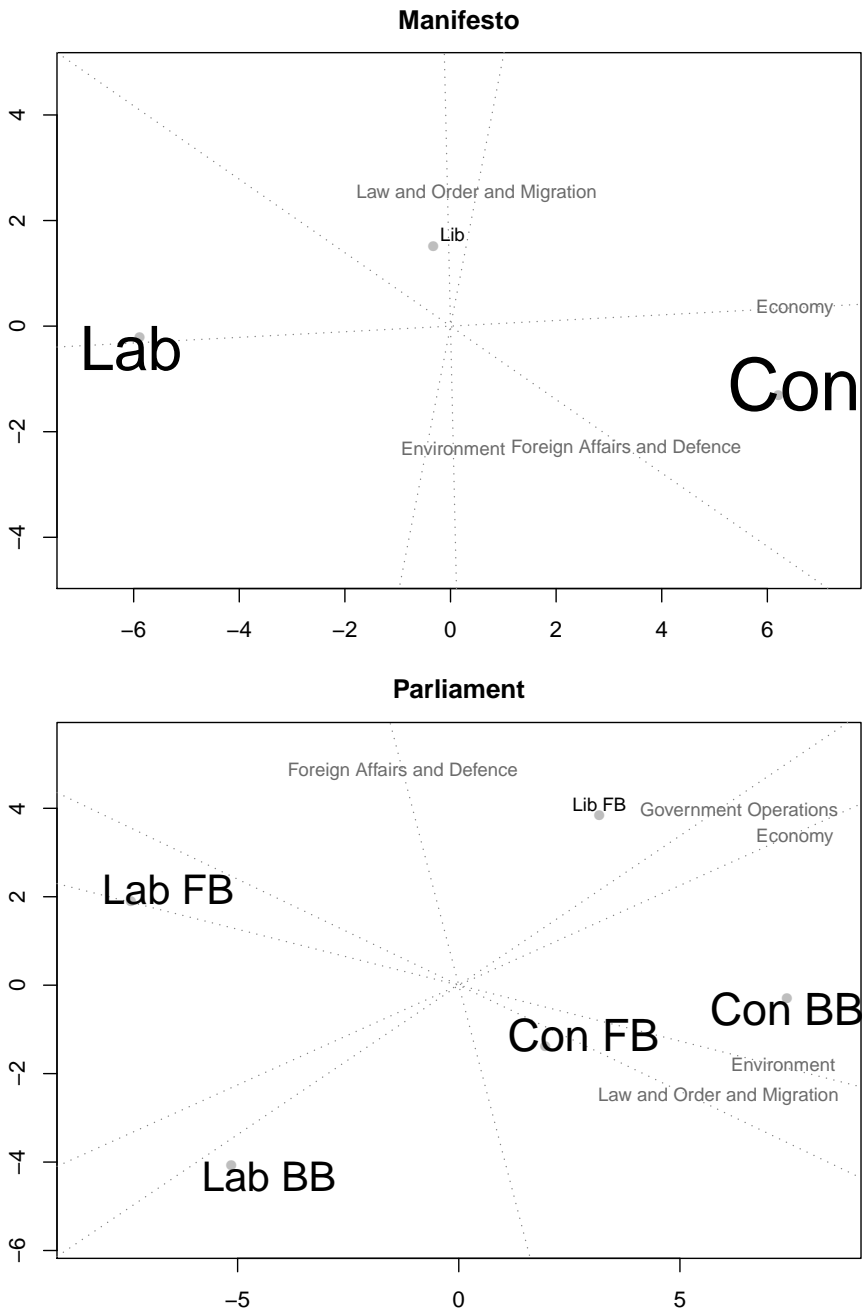 Manifesto
4
2
0
−2
−4
Law and Order and Migration
Lib
Economy
Lab
Con
Environment
Foreign Affairs and Defence
−6 −4 −2 0 2 4 6
Parliament
4
2
0
−2
−4
−6
Foreign Affairs and Defence
Lib FB
Government Operations
Economy
Lab FB
Con BB
Con FB
Environment
Law and Order and Migration
Lab BB
−5 0 5